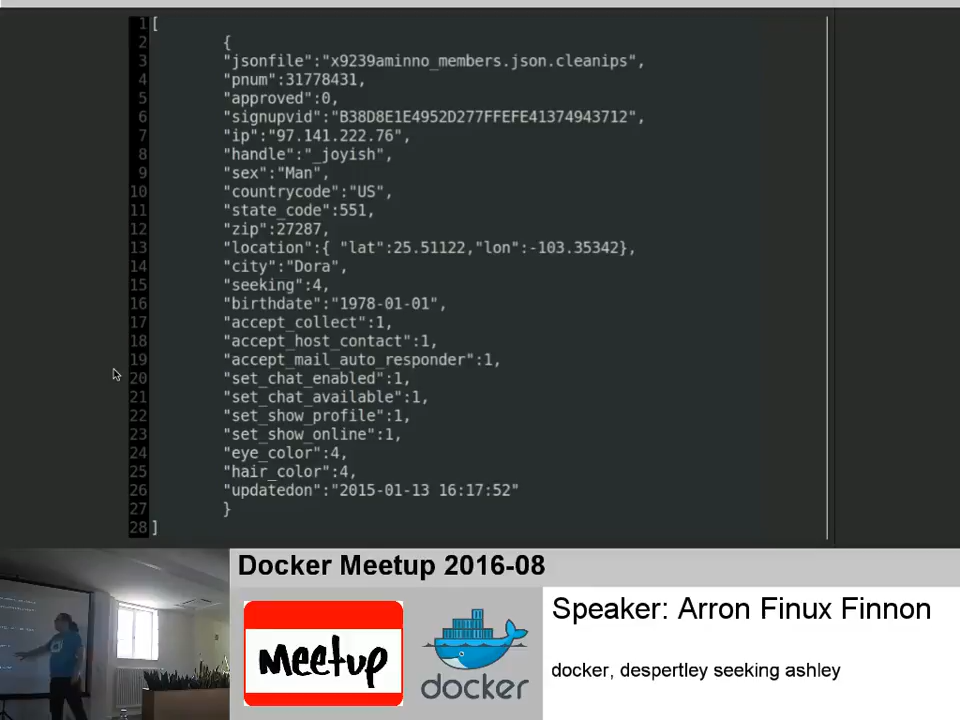 1 [
2 {
3 "jsonfile":"x9239aminno_members.json.cleanips",
4 "pnum":31778431,
5 "approved":0,
6 "signupvid":"B38D8E1E4952D277FFEFE41374943712",
7 "ip":"97.141.222.76",
8 "handle":"_joyish",
9 "sex":"Man",
10 "countrycode":"US",
11 "state_code":551,
12 "zip":27287,
13 "location":{ "lat":25.51122,"lon":-103.35342},
14 "city":"Dora",
15 "seeking":4,
16 "birthdate":"1978-01-01",
17 "accept_collect":1,
18 "accept_host_contact":1,
19 "accept_mail_auto_responder":1,
20 "set_chat_enabled":1,
21 "set_chat_available":1,
22 "set_show_profile":1,
23 "set_show_online":1,
24 "eye_color":4,
25 "hair_color":4,
26 "updatedon":"2015-01-13 16:17:52"
27 }
28 ]
Docker Meetup 2016-08
Meetup
docker
Speaker: Arron Finux Finnon
docker, despertley seeking ashley